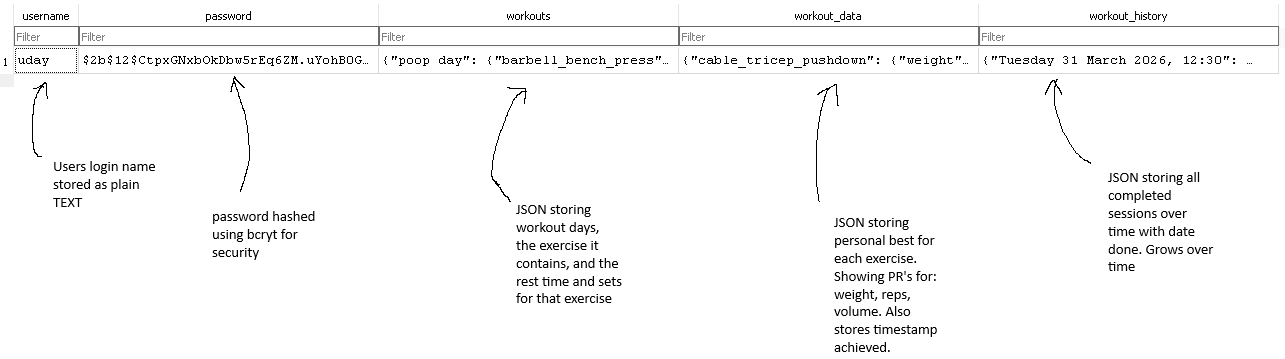 username password workouts workout_data workout_history
Filter Filter Filter Filter Filter
1 uday $2b$12$CtpxGNxbOkDbw5rEq6ZM.uYohB0G… {"poop day": {"barbell_bench_press"… {"cable_tricep_pushdown": {"weight"… {"Tuesday 31 March 2026, 12:30": …
Users login name
stored as plain
TEXT
password hashed
using bcryt for
security
JSON storing
workout days,
the exercise it
contains, and the
rest time and sets
for that exercise
JSON storing
personal best for
each exercise.
Showing PR's for:
weight, reps,
volume. Also
stores timestamp
achieved.
JSON storing all
completed
sessions over
time with date
done. Grows over
time